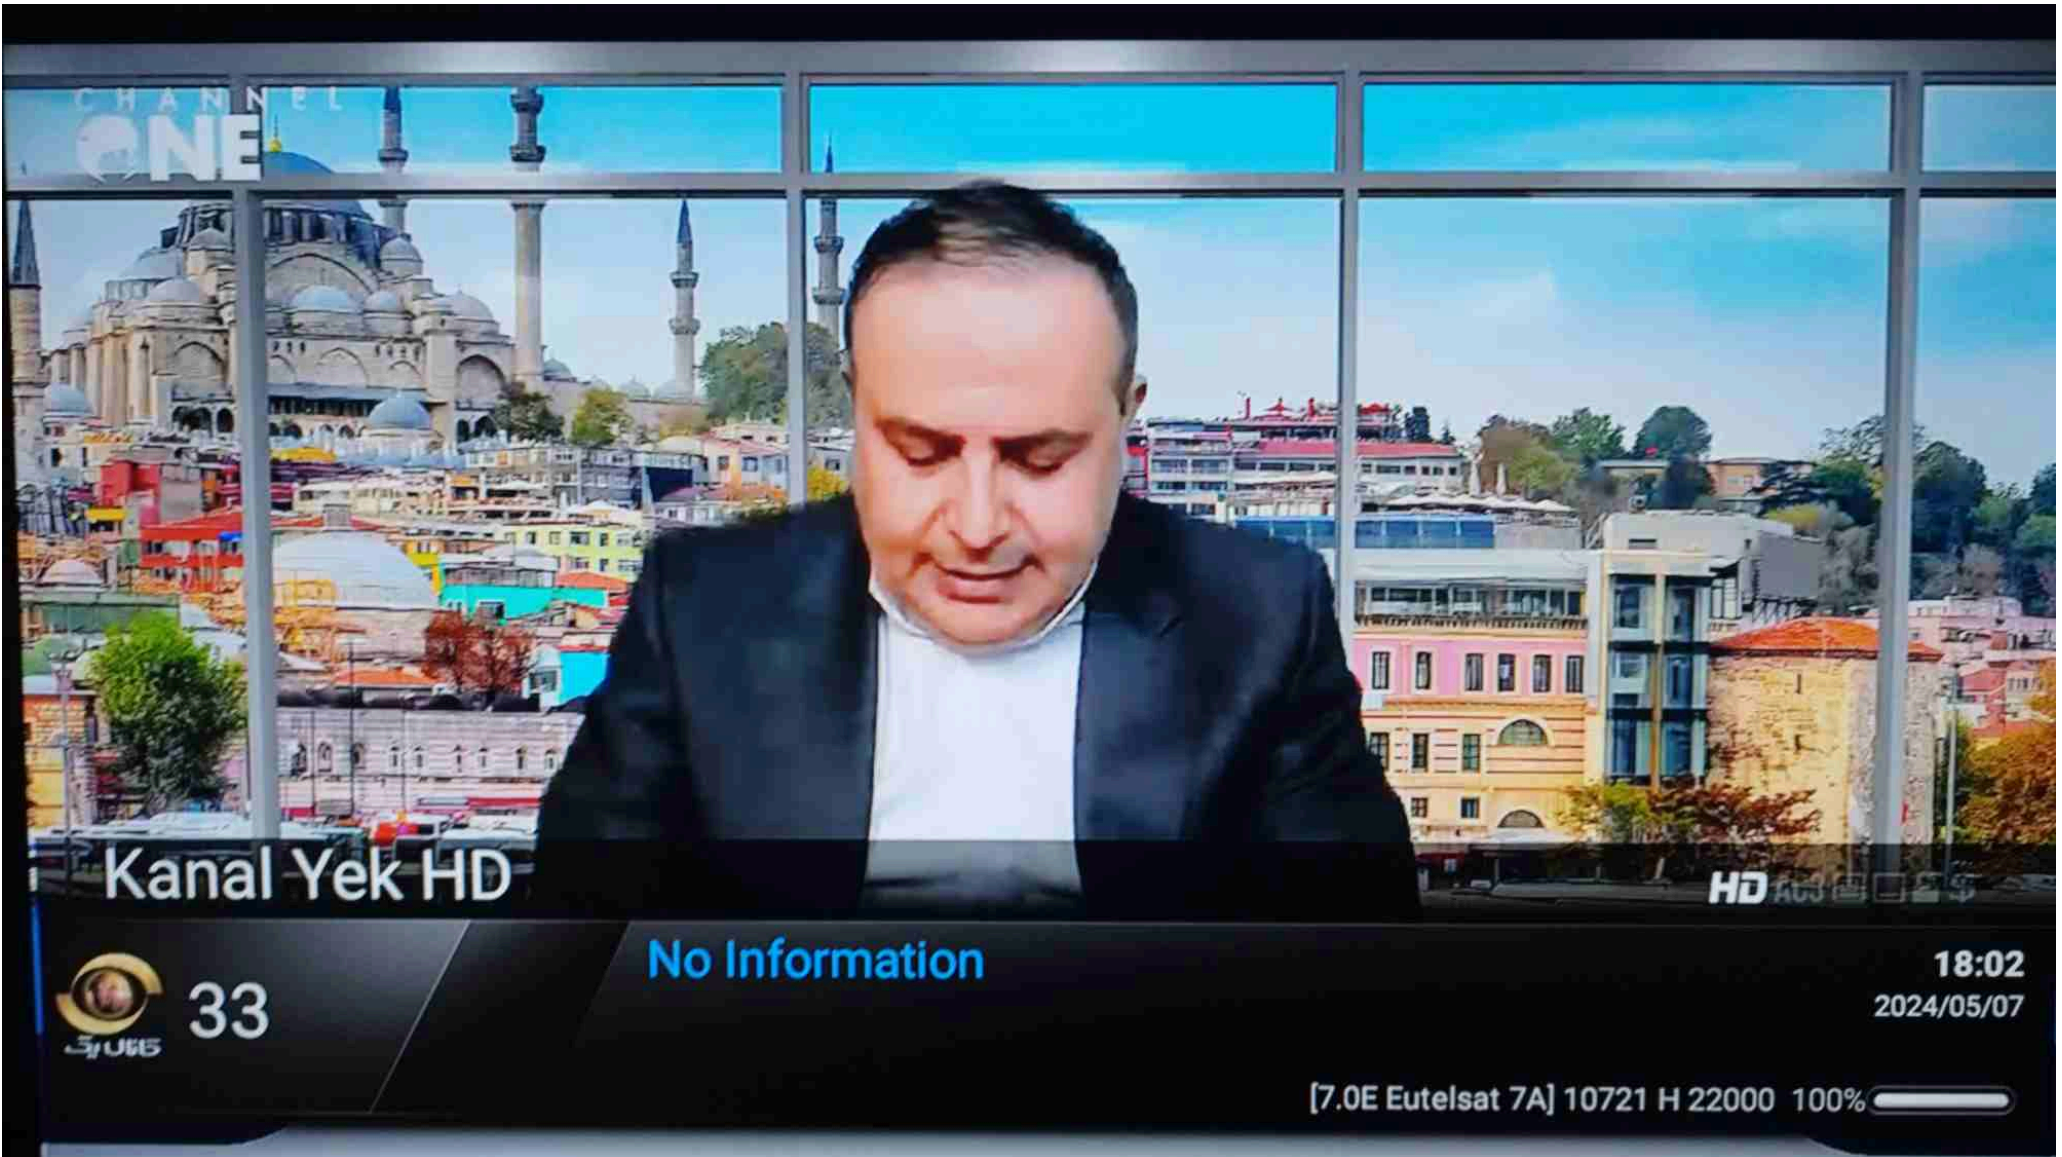 CHANNEL
ONE
Kanal Yek HD
HD AC3
33
کانال یک
No Information
18:02
2024/05/07
[7.0E Eutelsat 7A] 10721 H 22000 100%